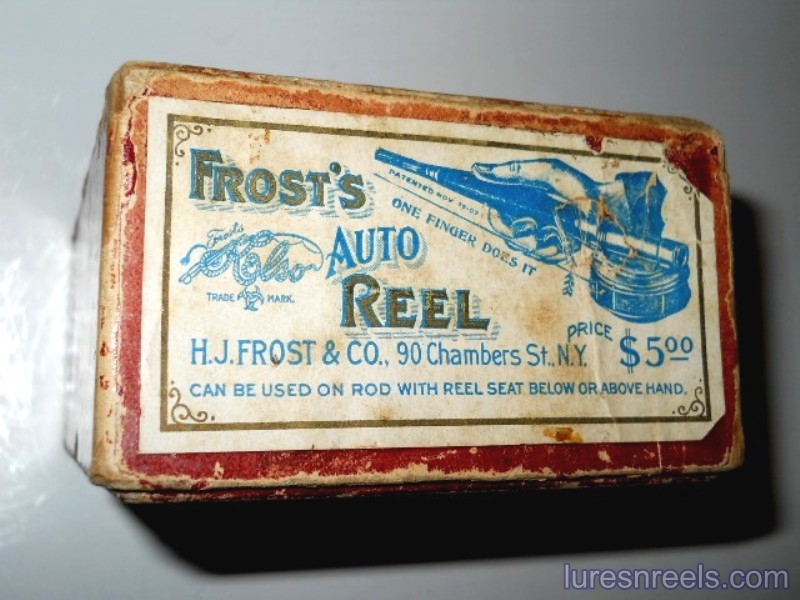 FROST'S
PATENTED NOV 19-07
ONE FINGER DOES IT
Frost's
Kelso
TRADE MARK.
AUTO
REEL
PRICE $5.00
H.J. FROST & CO., 90 Chambers St., N.Y.
CAN BE USED ON ROD WITH REEL SEAT BELOW OR ABOVE HAND.
luresnreels.com